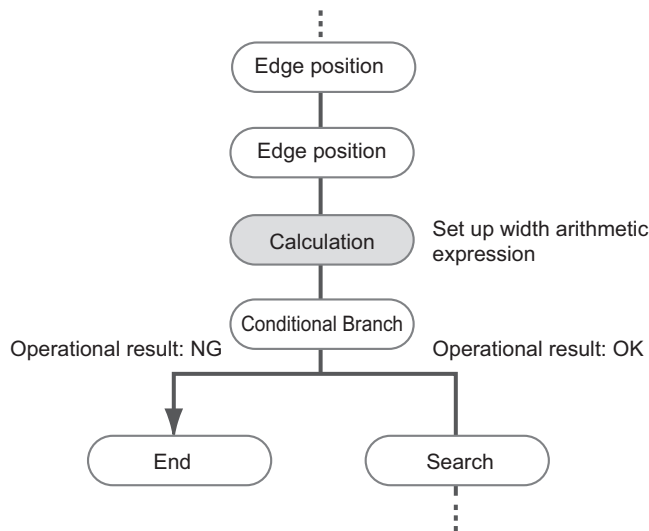 Edge position
Edge position
Calculation
Set up width arithmetic
expression
Conditional Branch
Operational result: NG
Operational result: OK
End
Search